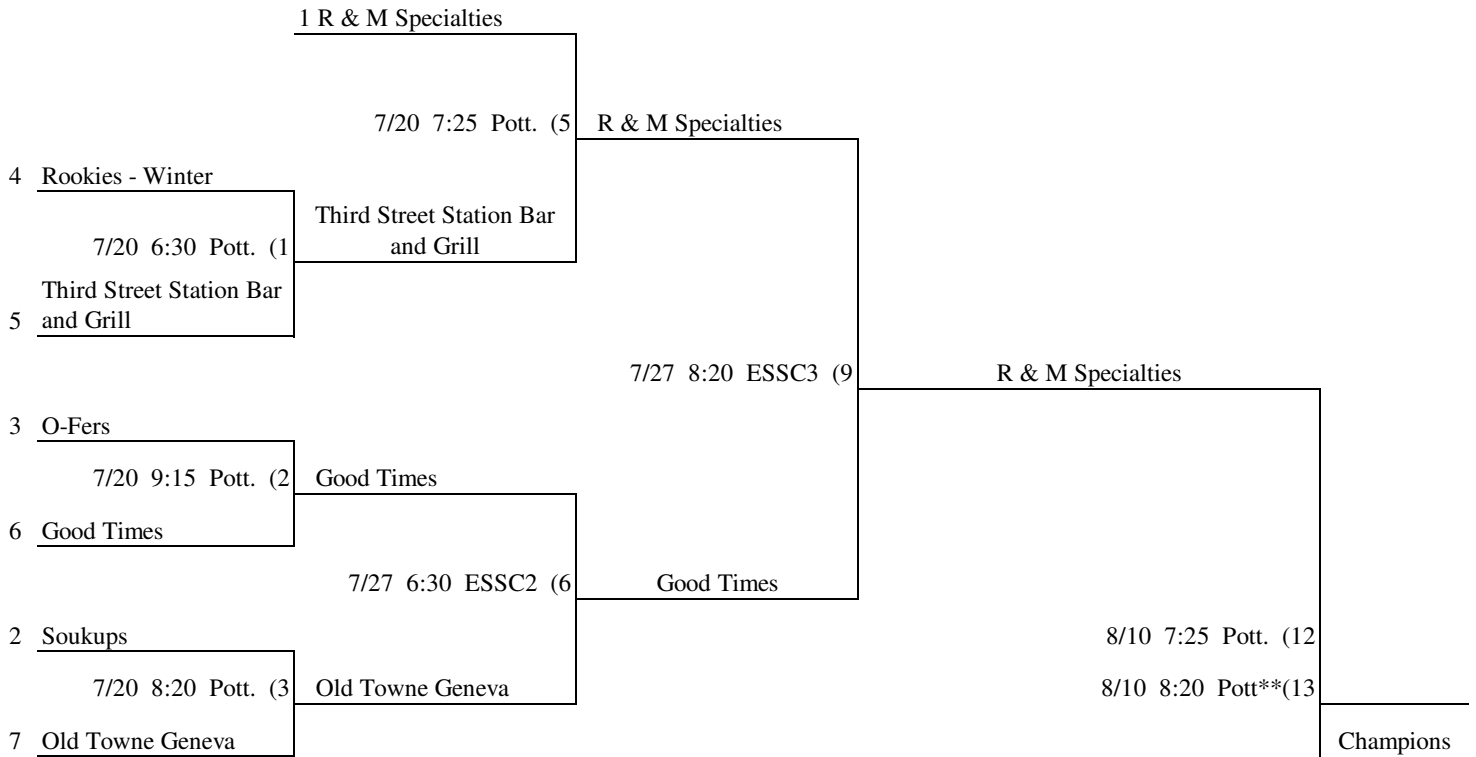 1 R & M Specialties
7/20 7:25 Pott. (5
R & M Specialties
4 Rookies - Winter
Third Street Station Bar
and Grill
7/20 6:30 Pott. (1
Third Street Station Bar
5 and Grill
7/27 8:20 ESSC3 (9
R & M Specialties
3 O-Fers
7/20 9:15 Pott. (2
Good Times
6 Good Times
7/27 6:30 ESSC2 (6
Good Times
2 Soukups
8/10 7:25 Pott. (12
7/20 8:20 Pott. (3
Old Towne Geneva
8/10 8:20 Pott**(13
7 Old Towne Geneva
Champions